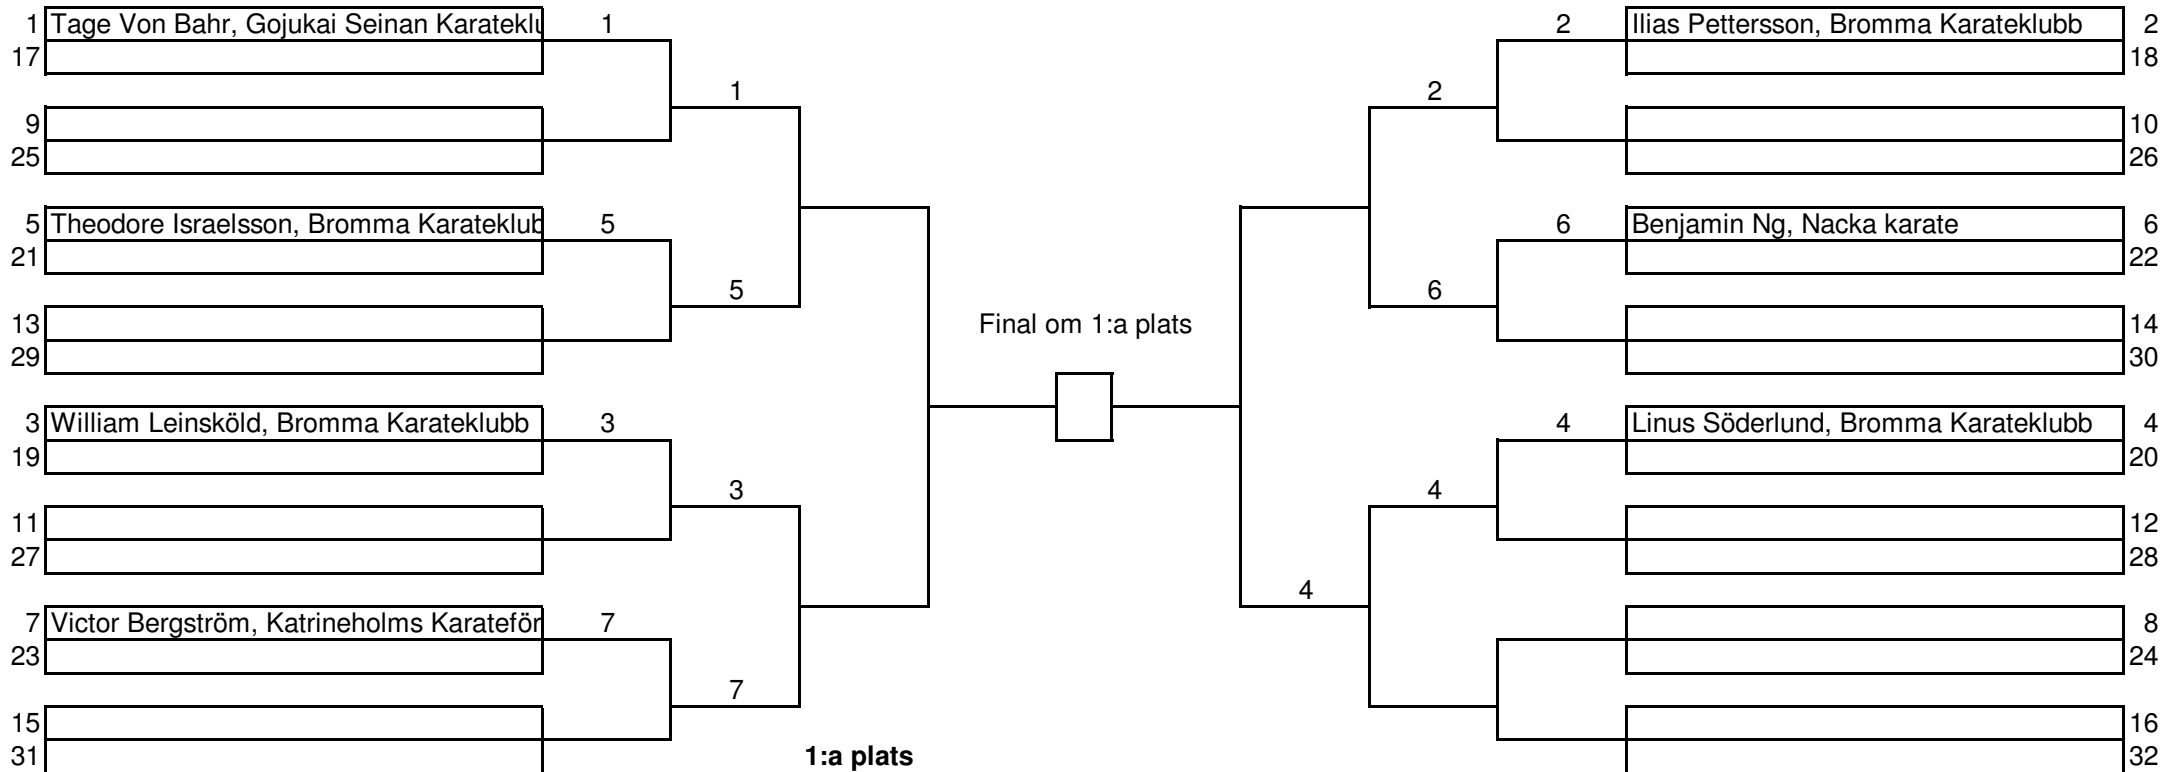 1 Tage Von Bahr, Gojukai Seinan Karateklu 1 2 Ilias Pettersson, Bromma Karateklubb 2
17 18
1 2
9 10
25 26
5 Theodore Israelsson, Bromma Karateklub 5 6 Benjamin Ng, Nacka karate 6
21 22
5 6
13 Final om 1:a plats 14
29 30
3 William Leinsköld, Bromma Karateklubb 3 4 Linus Söderlund, Bromma Karateklubb 4
19 20
3 4
11 12
27 28
4
7 Victor Bergström, Katrineholms Karateför 7 8
23 24
7
15 16
31 1:a plats 32